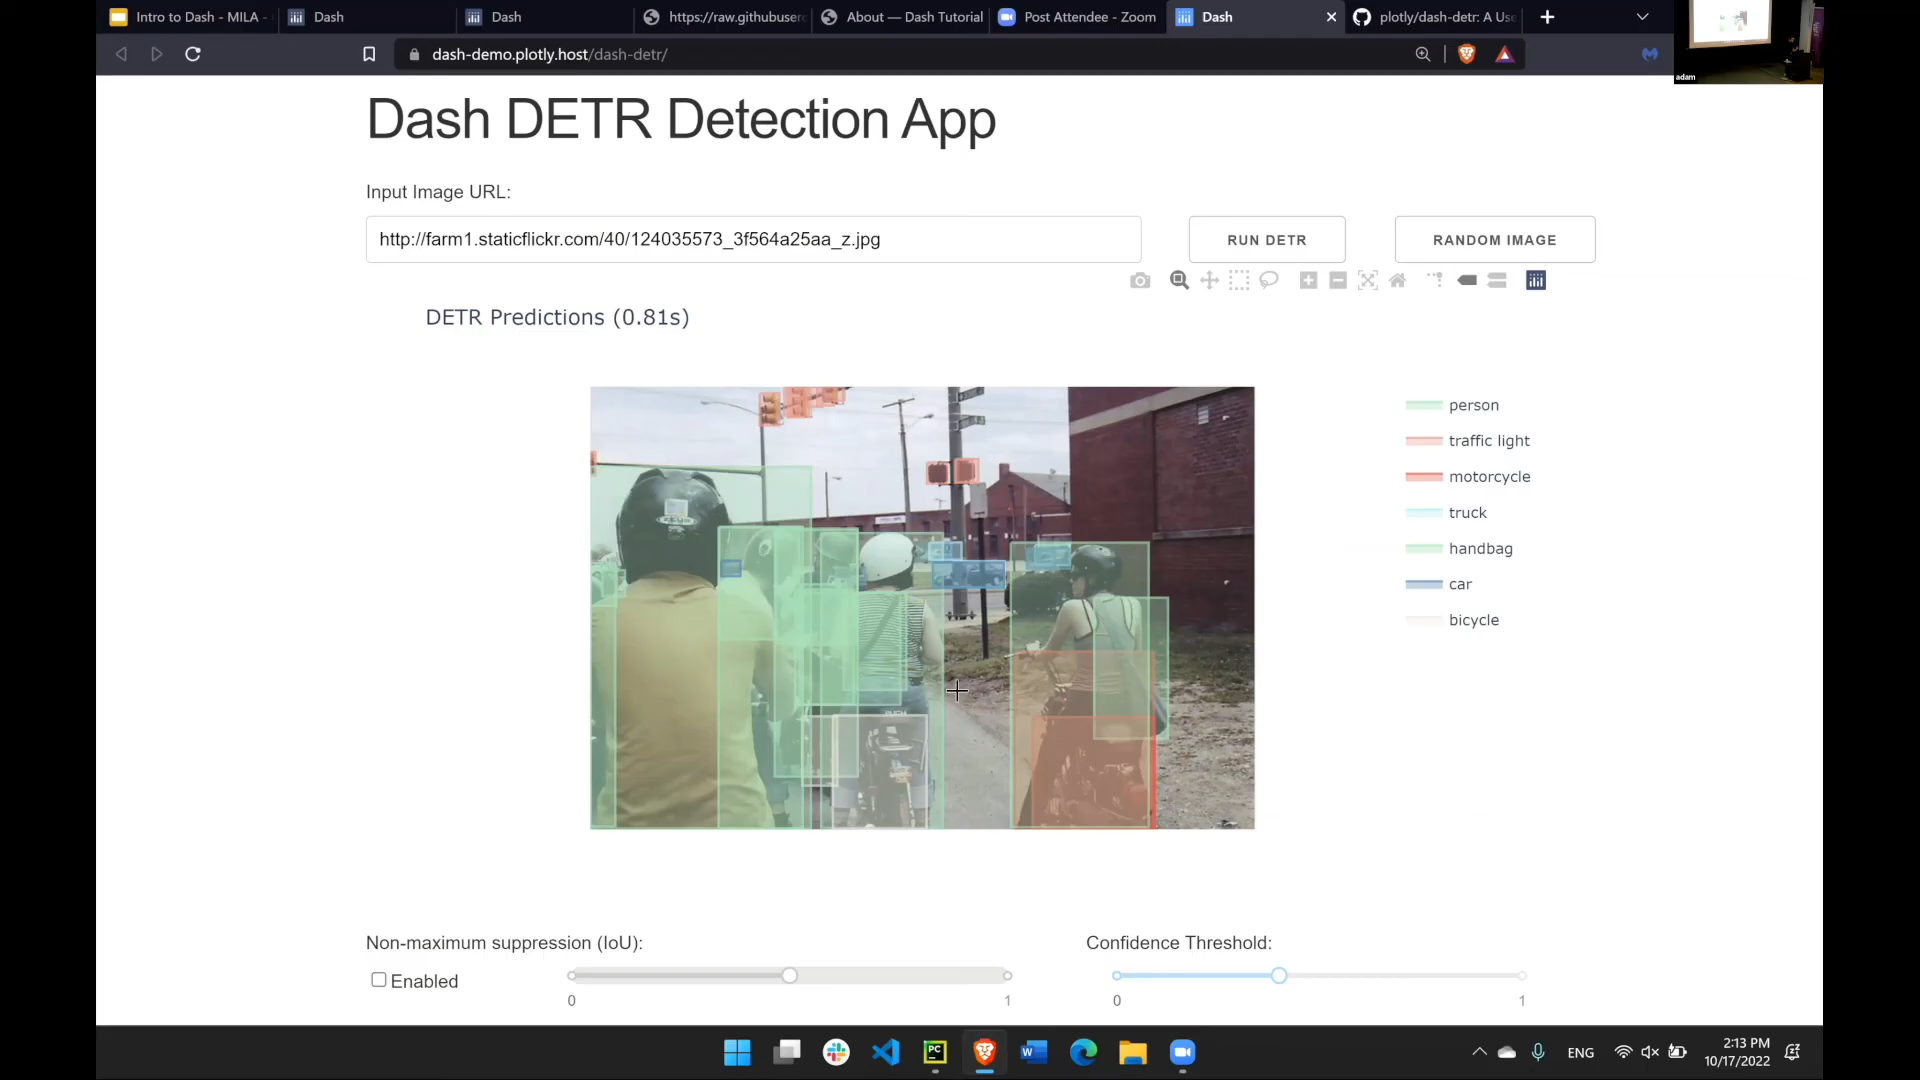 Intro to Dash - MILA -
Dash
Dash
https://raw.githubuserc
About — Dash Tutorial
Post Attendee - Zoom
Dash
plotly/dash-detr: A Use
dash-demo.plotly.host/dash-detr/
adam
Dash DETR Detection App
Input Image URL:
http://farm1.staticflickr.com/40/124035573_3f564a25aa_z.jpg
RUN DETR
RANDOM IMAGE
DETR Predictions (0.81s)
person
traffic light
motorcycle
truck
handbag
car
bicycle
Non-maximum suppression (IoU):
Confidence Threshold:
Enabled
0
1
0
1
PC
W
ENG
2:13 PM
10/17/2022